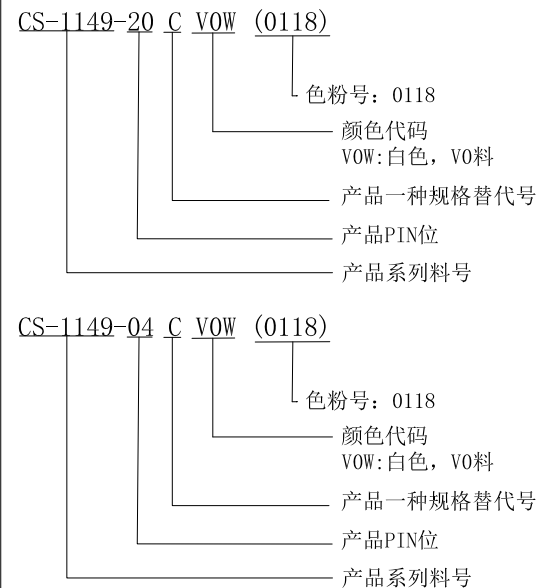 CS-1149-20 C V0W (0118)
色粉号：0118
颜色代码
V0W:白色，V0料
产品一种规格替代号
产品PIN位
产品系列料号
CS-1149-04 C V0W (0118)
色粉号：0118
颜色代码
V0W:白色，V0料
产品一种规格替代号
产品PIN位
产品系列料号